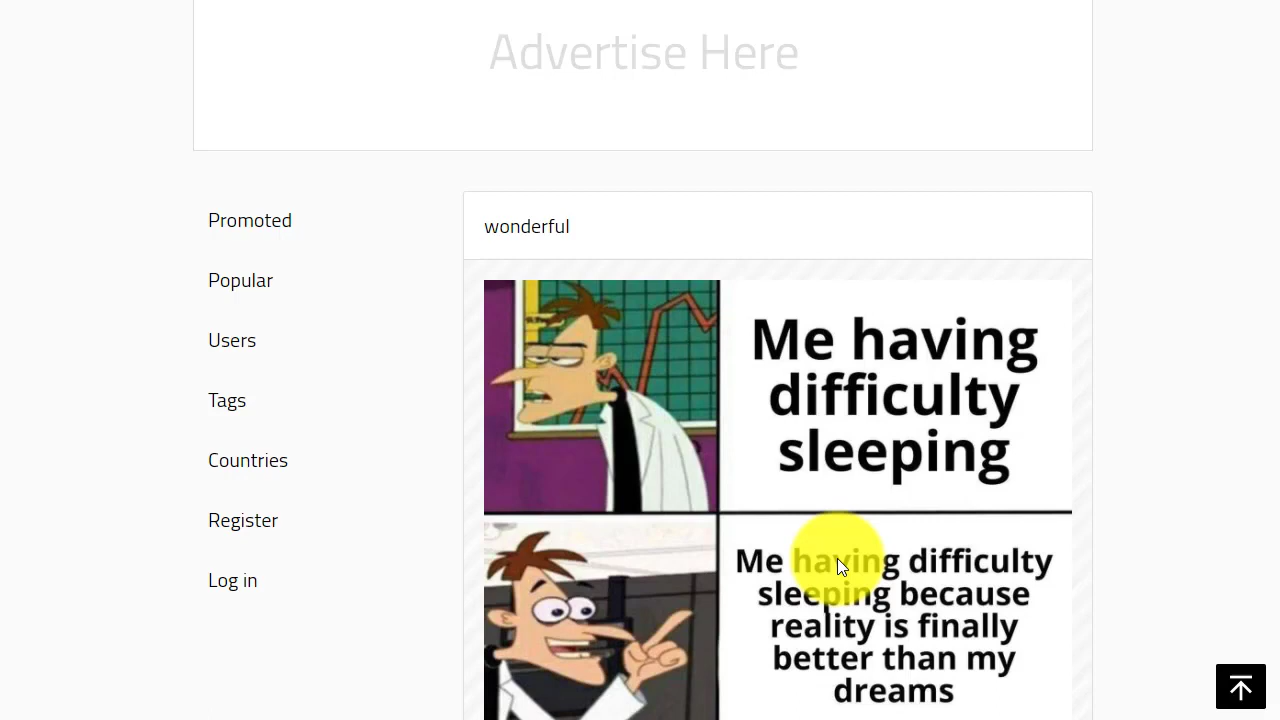 Advertise Here
Promoted
Popular
Users
Tags
Countries
Register
Log in
wonderful
Me having
difficulty
sleeping
Me having difficulty
sleeping because
reality is finally
better than my
dreams